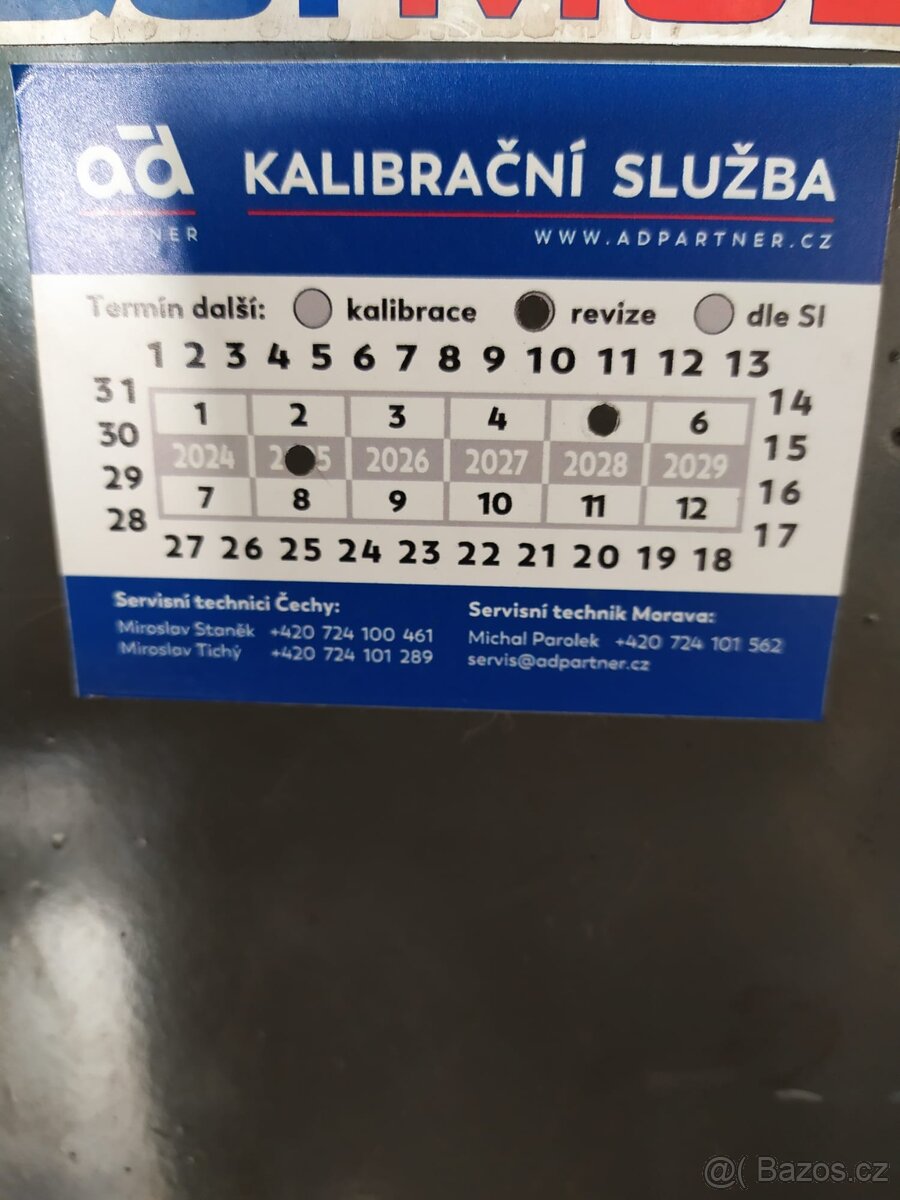 ad KALIBRAČNÍ SLUŽBA
WWW.ADPARTNER.CZ
Termín další: kalibrace revize dle SI
1 2 3 4 5 6 7 8 9 10 11 12 13
31 14
1 2 3 4 6
30 15
2024 2026 2027 2028 2029
29 16
7 8 9 10 11 12
28 17
27 26 25 24 23 22 21 20 19 18
Servisní technici Čechy:
Miroslav Staněk +420 724 100 461
Miroslav Tichý +420 724 101 289
Servisní technik Morava:
Michal Parolek +420 724 101 562
servis@adpartner.cz
@( Bazos.cz